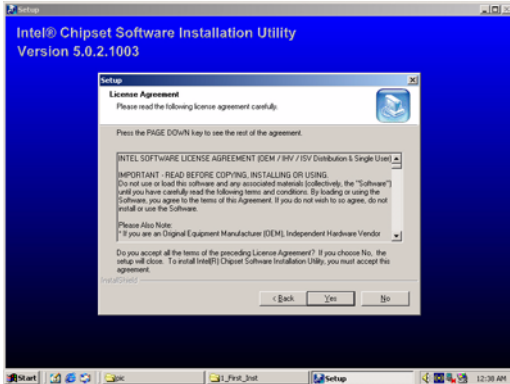 Setup
Intel® Chipset Software Installation Utility
Version 5.0.2.1003
Setup
License Agreement
Please read the following license agreement carefully.
Press the PAGE DOWN key to see the rest of the agreement.
INTEL SOFTWARE LICENSE AGREEMENT (OEM / IHV / ISV Distribution & Single User)
IMPORTANT - READ BEFORE COPYING, INSTALLING OR USING.
Do not use or load this software and any associated materials (collectively, the "Software")
until you have carefully read the following terms and conditions. By loading or using the
Software, you agree to the terms of this Agreement. If you do not wish to so agree, do not
install or use the Software.
Please Also Note:
* If you are an Original Equipment Manufacturer (OEM), Independent Hardware Vendor
Do you accept all the terms of the preceding License Agreement? If you choose No, the
setup will close. To install Intel(R) Chipset Software Installation Utility, you must accept this
agreement.
InstallShield
< Back
Yes
No
Start
pic
1_First_Inst
Setup
12:38 AM